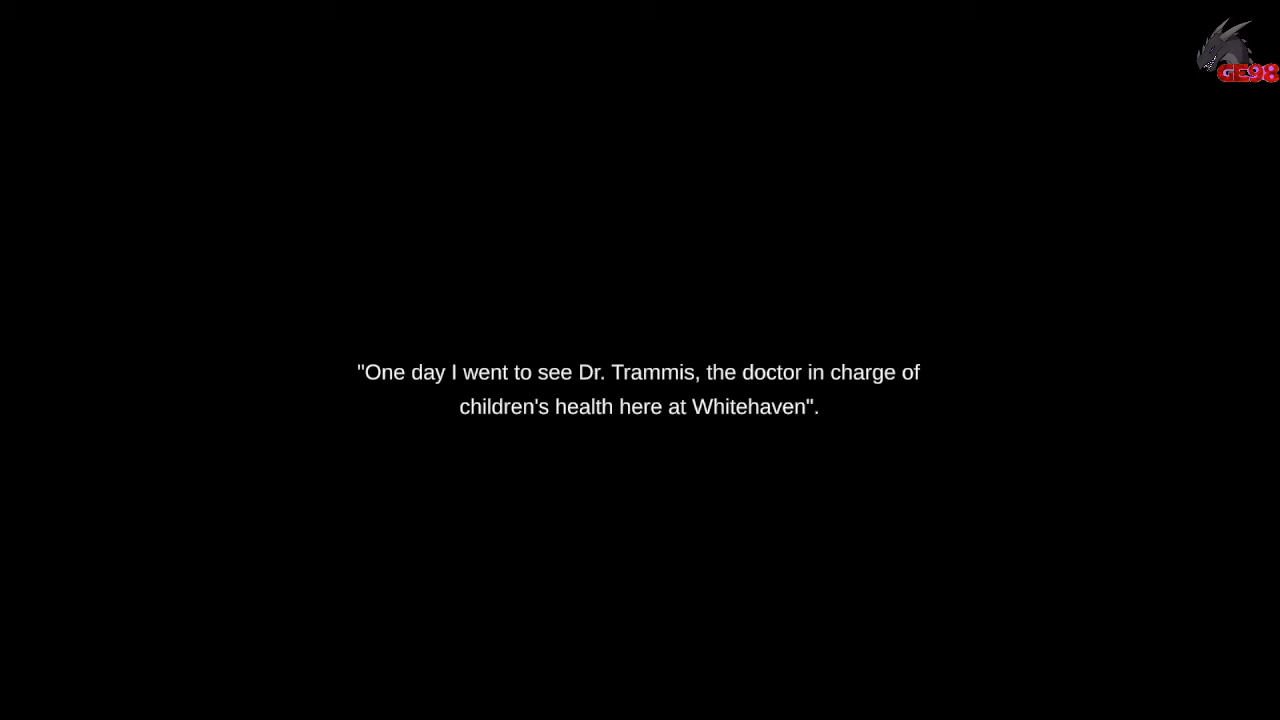 GE98
"One day I went to see Dr. Trammis, the doctor in charge of
children's health here at Whitehaven".